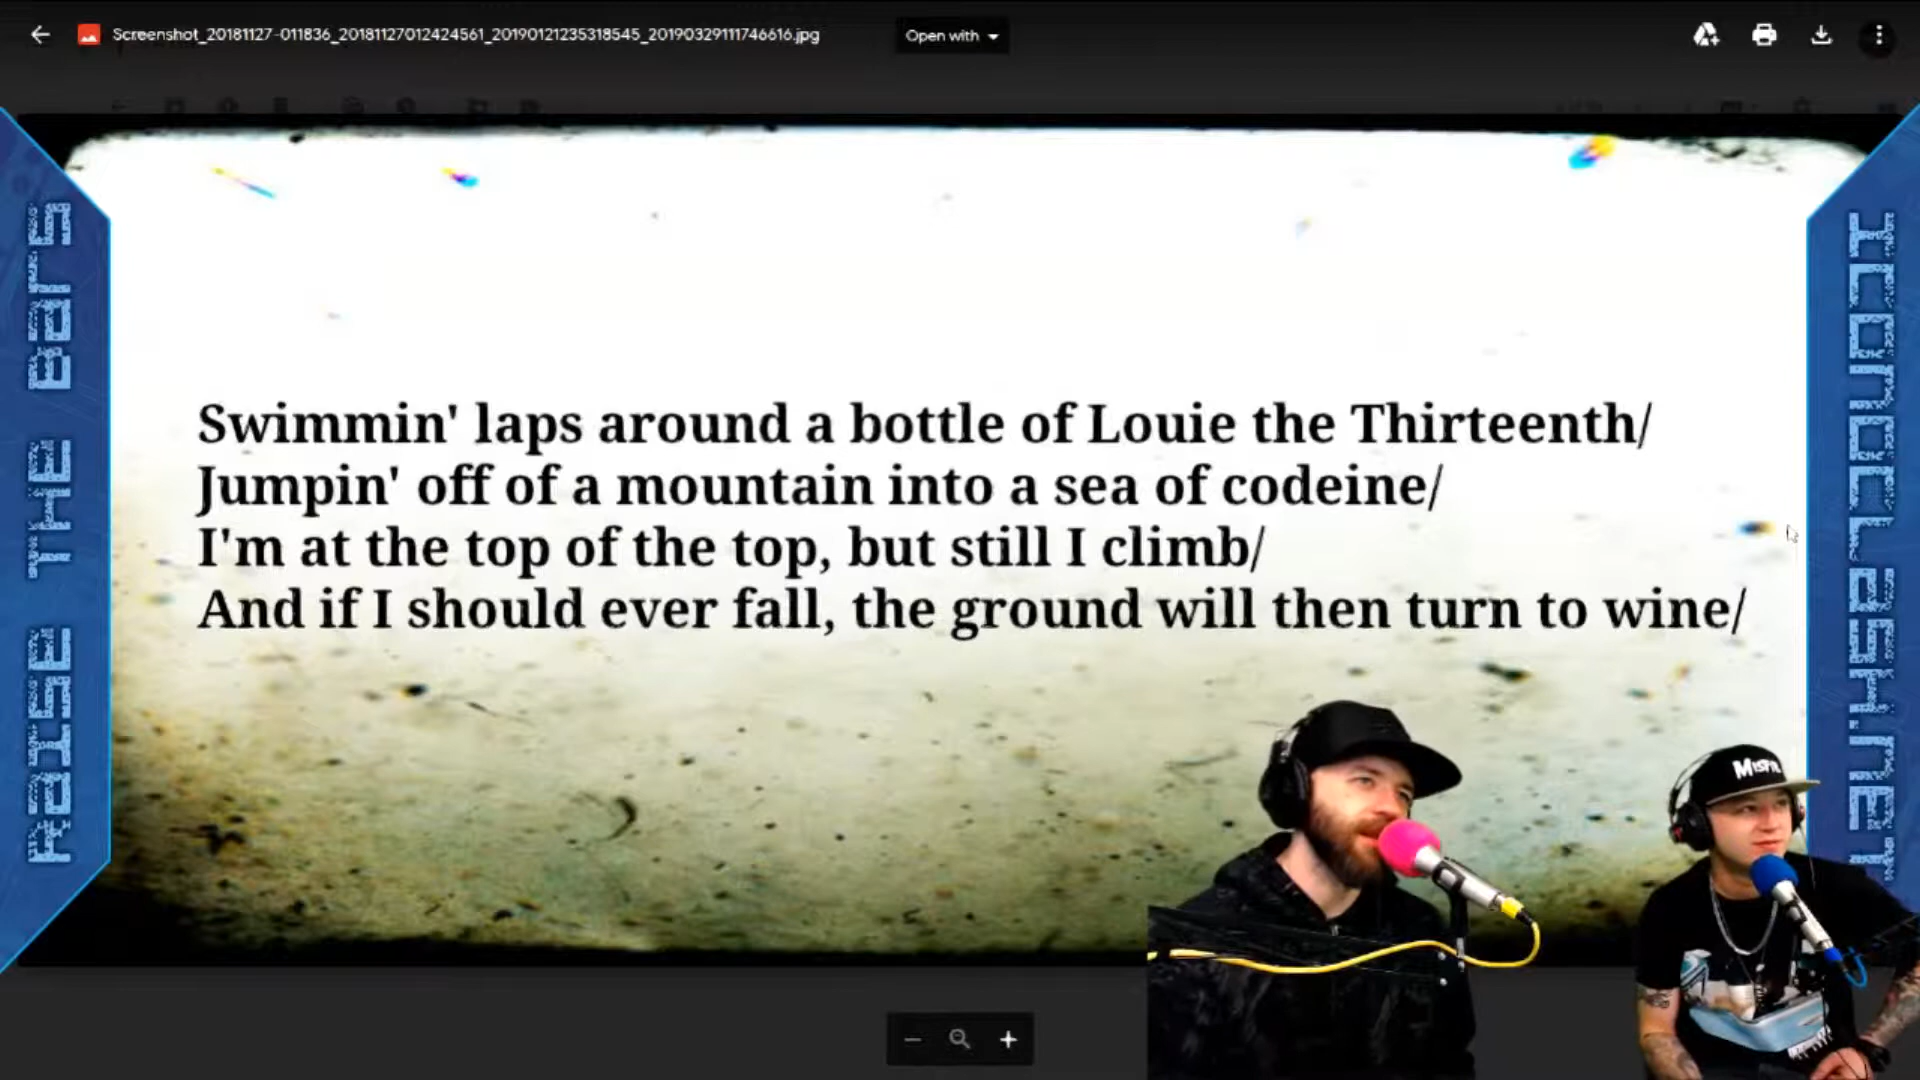 Screenshot_20181127-011836_20181127012424561_20190121235318545_20190329111746616.jpg
Open with
RAISE THE BARS
Swimmin' laps around a bottle of Louie the Thirteenth/
Jumpin' off of a mountain into a sea of codeine/
I'm at the top of the top, but still I climb/
And if I should ever fall, the ground will then turn to wine/